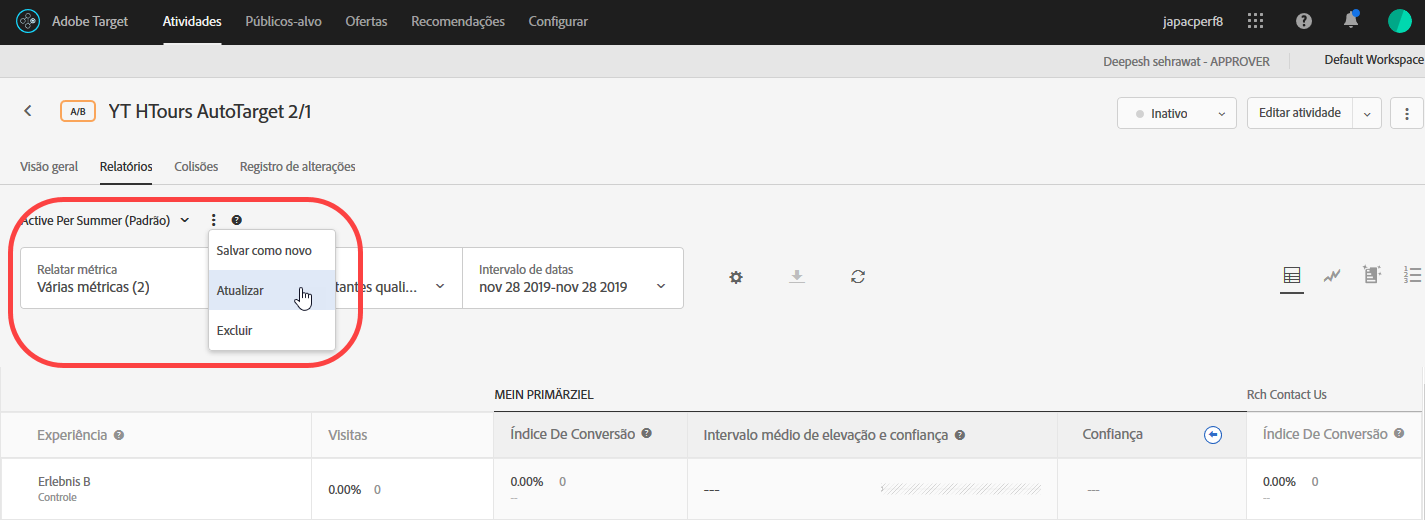 Adobe Target Atividades Públicos-alvo Ofertas Recomendações Configurar japacperf8
Deepesh sehrawat - APPROVER Default Workspace
A/B YT HTours AutoTarget 2/1 Inativo Editar atividade
Visão geral Relatórios Colisões Registro de alterações
Active Per Summer (Padrão)
Salvar como novo
Atualizar
Excluir
Relatar métrica
Várias métricas (2)
tantes quali...
Intervalo de datas
nov 28 2019-nov 28 2019
MEIN PRIMÄRZIEL Rch Contact Us
Experiência Visitas Índice De Conversão Intervalo médio de elevação e confiança Confiança Índice De Conversão
Erlebnis B
Controle
0.00% 0
0.00% 0
--
---
---
0.00% 0
--